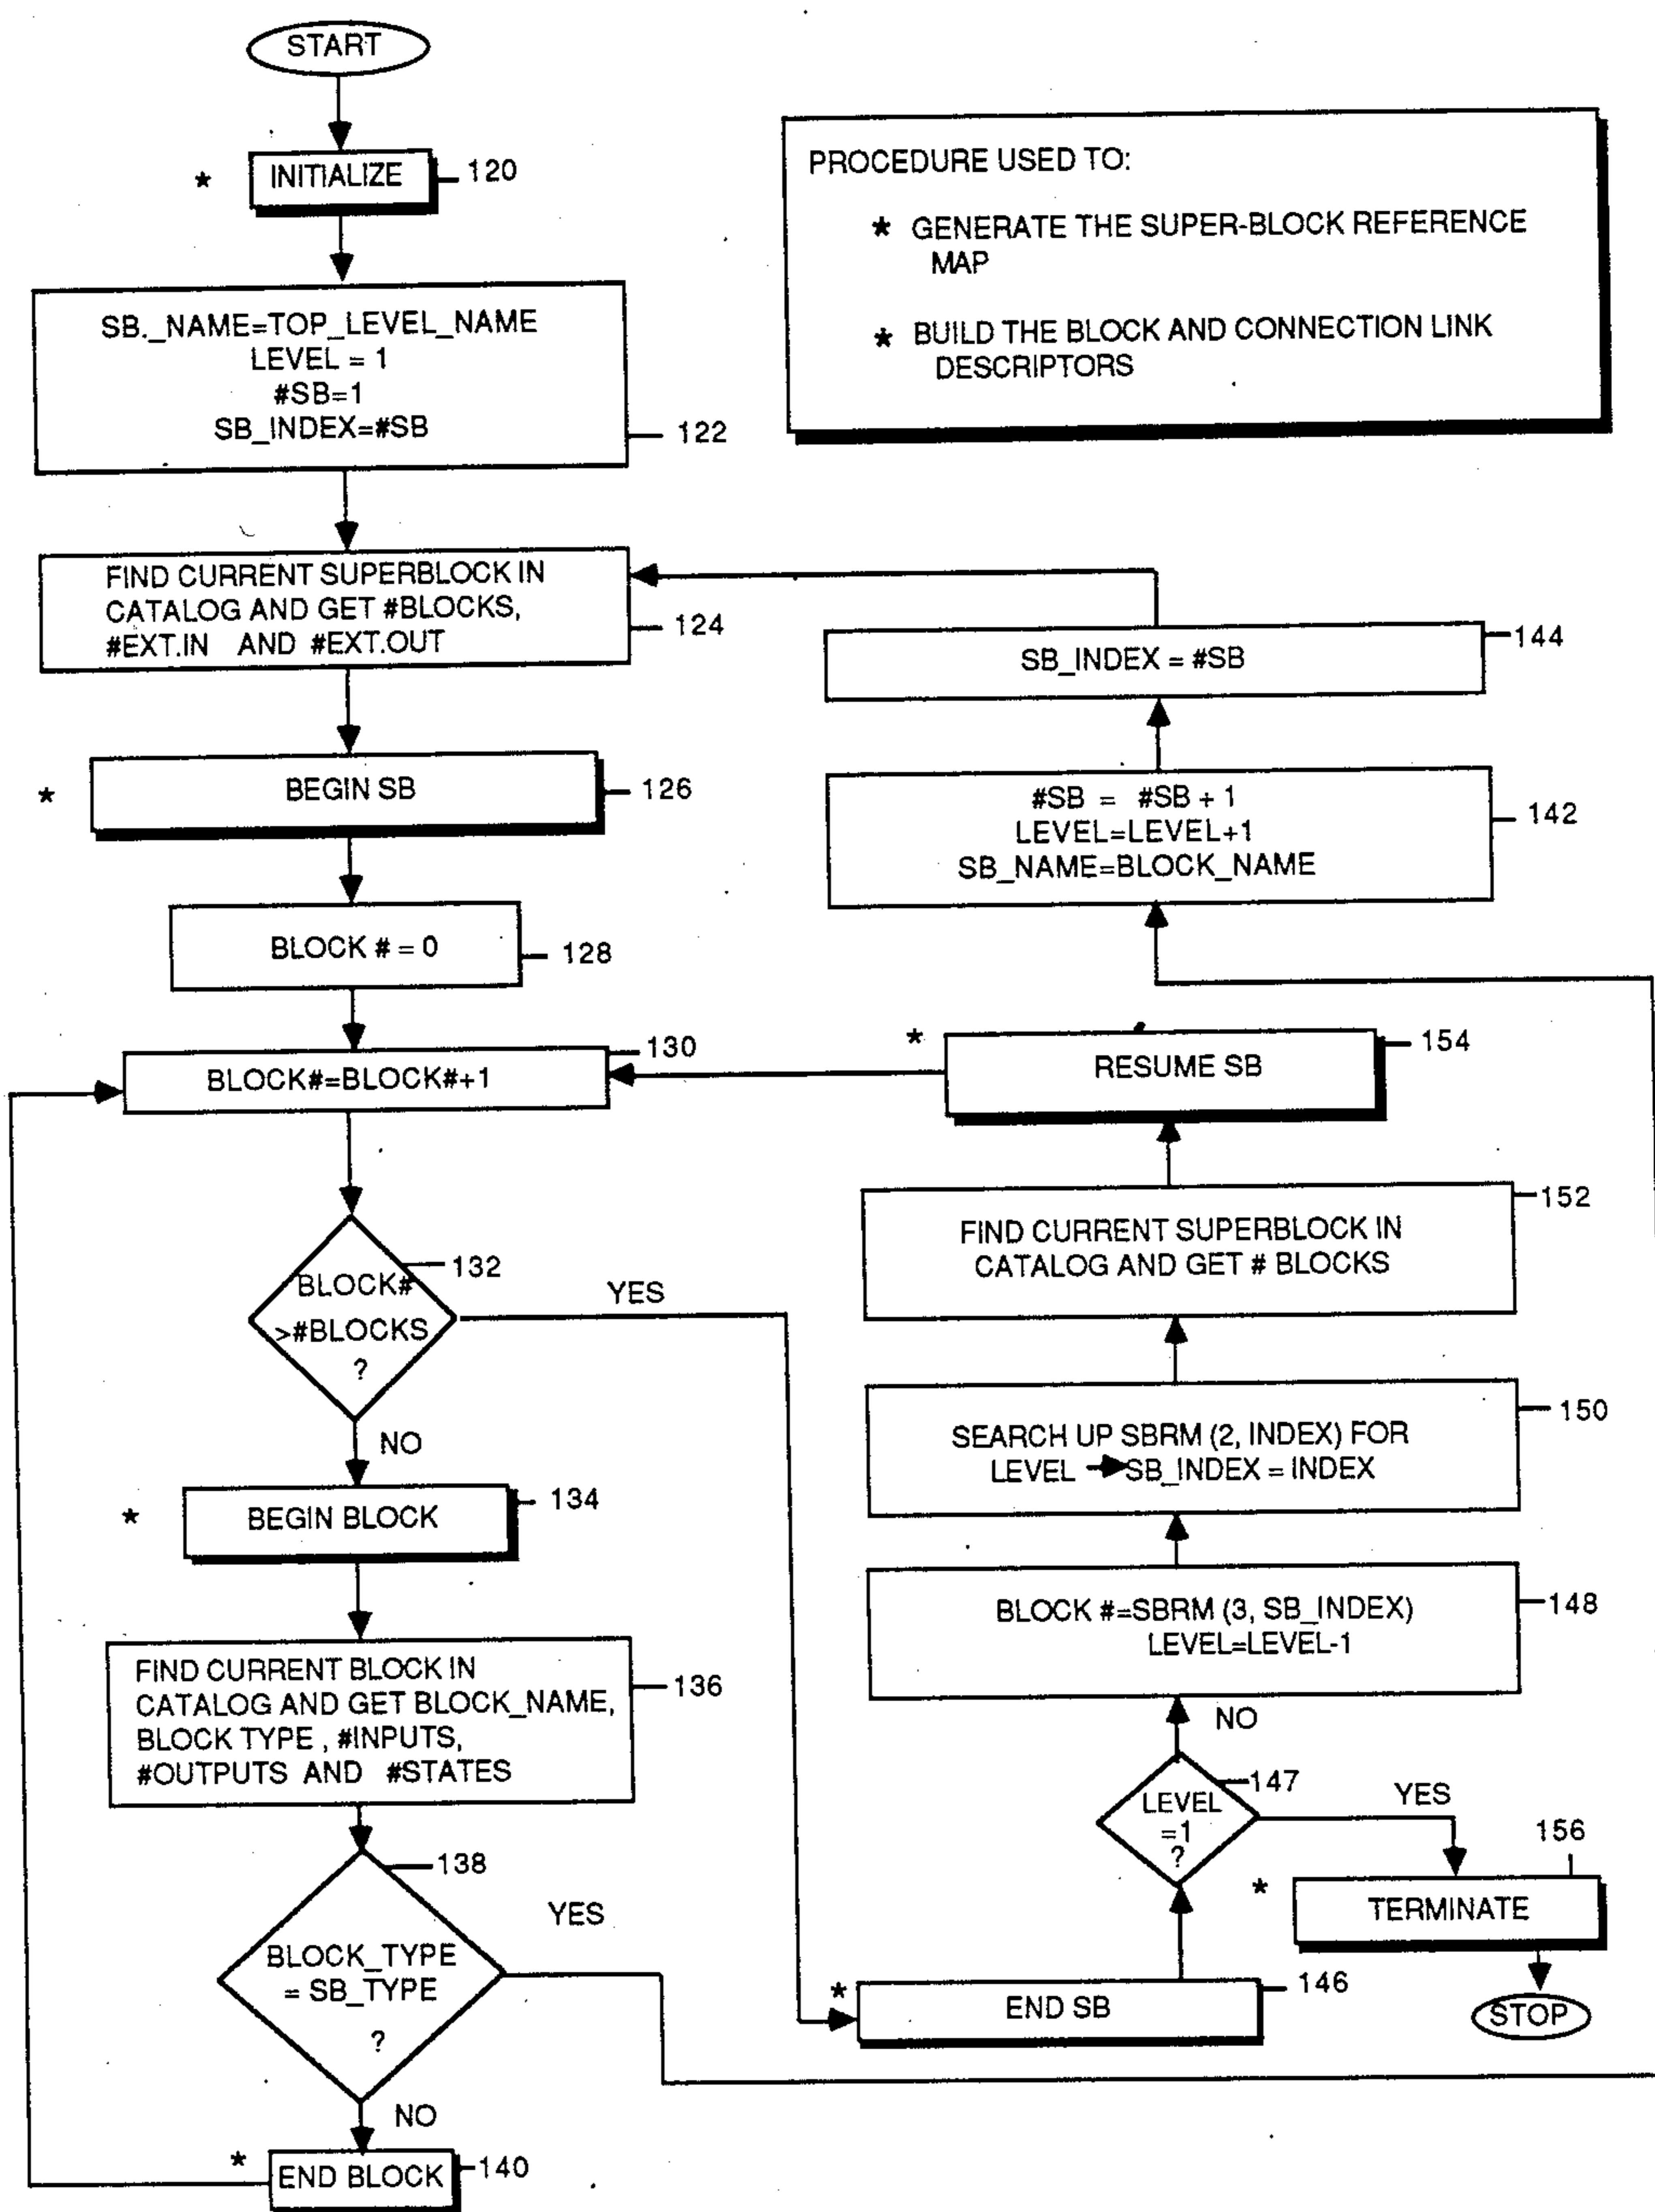 START
* INITIALIZE 120
SB._NAME=TOP_LEVEL_NAME
LEVEL = 1
#SB=1
SB_INDEX=#SB
122
FIND CURRENT SUPERBLOCK IN
CATALOG AND GET #BLOCKS,
#EXT.IN AND #EXT.OUT
124
* BEGIN SB 126
BLOCK # = 0 128
BLOCK#=BLOCK#+1 130
BLOCK#
>#BLOCKS
?
132
YES
NO
* BEGIN BLOCK 134
FIND CURRENT BLOCK IN
CATALOG AND GET BLOCK_NAME,
BLOCK TYPE , #INPUTS,
#OUTPUTS AND #STATES
136
BLOCK_TYPE
= SB_TYPE
?
138
YES
NO
* END BLOCK 140
PROCEDURE USED TO:
* GENERATE THE SUPER-BLOCK REFERENCE
MAP
* BUILD THE BLOCK AND CONNECTION LINK
DESCRIPTORS
SB_INDEX = #SB 144
#SB = #SB + 1
LEVEL=LEVEL+1
SB_NAME=BLOCK_NAME
142
* RESUME SB 154
FIND CURRENT SUPERBLOCK IN
CATALOG AND GET # BLOCKS
152
SEARCH UP SBRM (2, INDEX) FOR
LEVEL → SB_INDEX = INDEX
150
BLOCK #=SBRM (3, SB_INDEX)
LEVEL=LEVEL-1
148
NO
LEVEL
=1
?
147
YES
156
* TERMINATE
STOP
* END SB 146